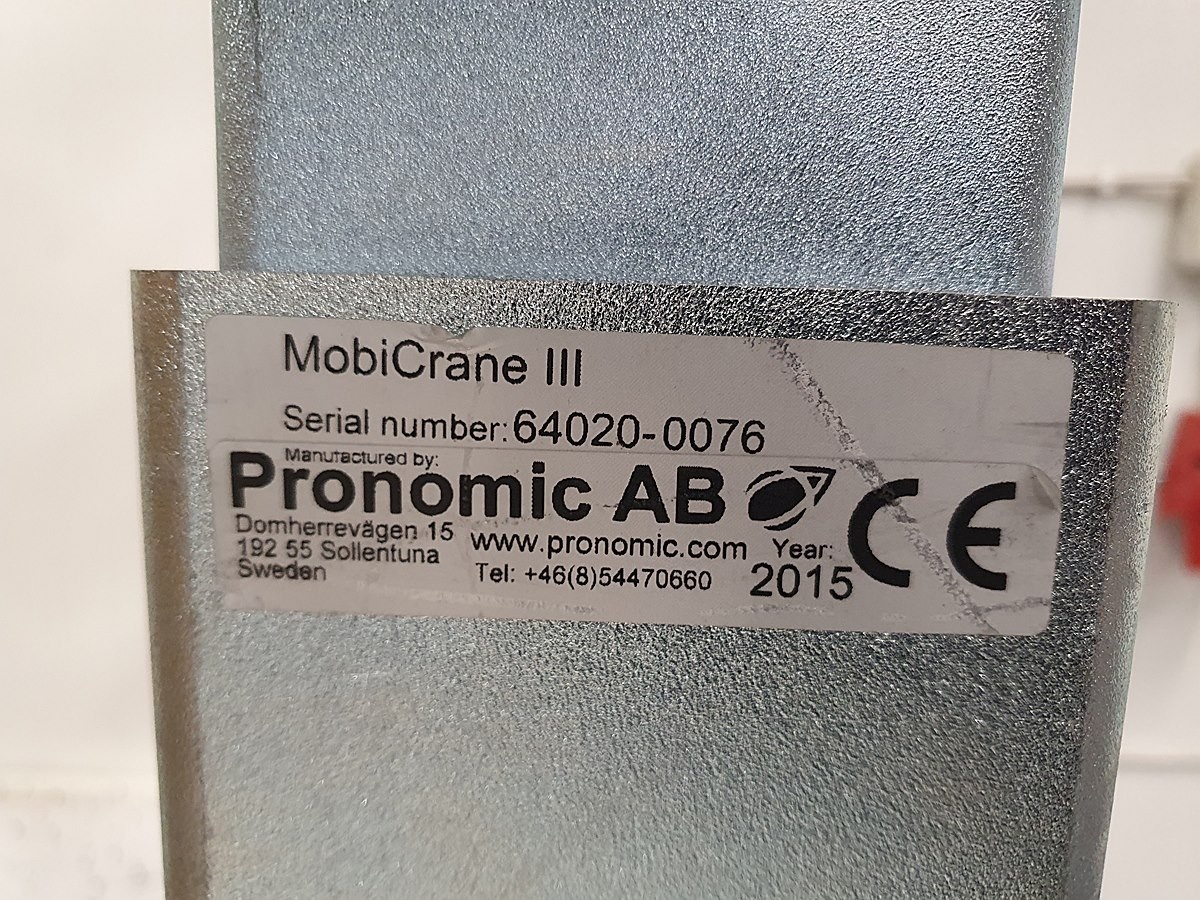 MobiCrane III
Serial number: 64020-0076
Manufactured by:
Pronomic AB
Domherrevägen 15
192 55 Sollentuna
Sweden
www.pronomic.com
Tel: +46(8)54470660
Year:
2015
CE